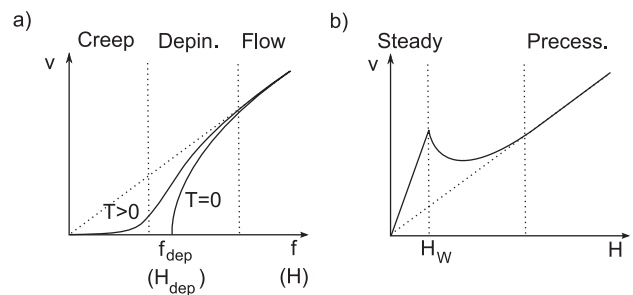 a)
Creep Depin. Flow
v
T>0
T=0
f_dep f
(H_dep) (H)
b)
Steady Precess.
v
H_W H